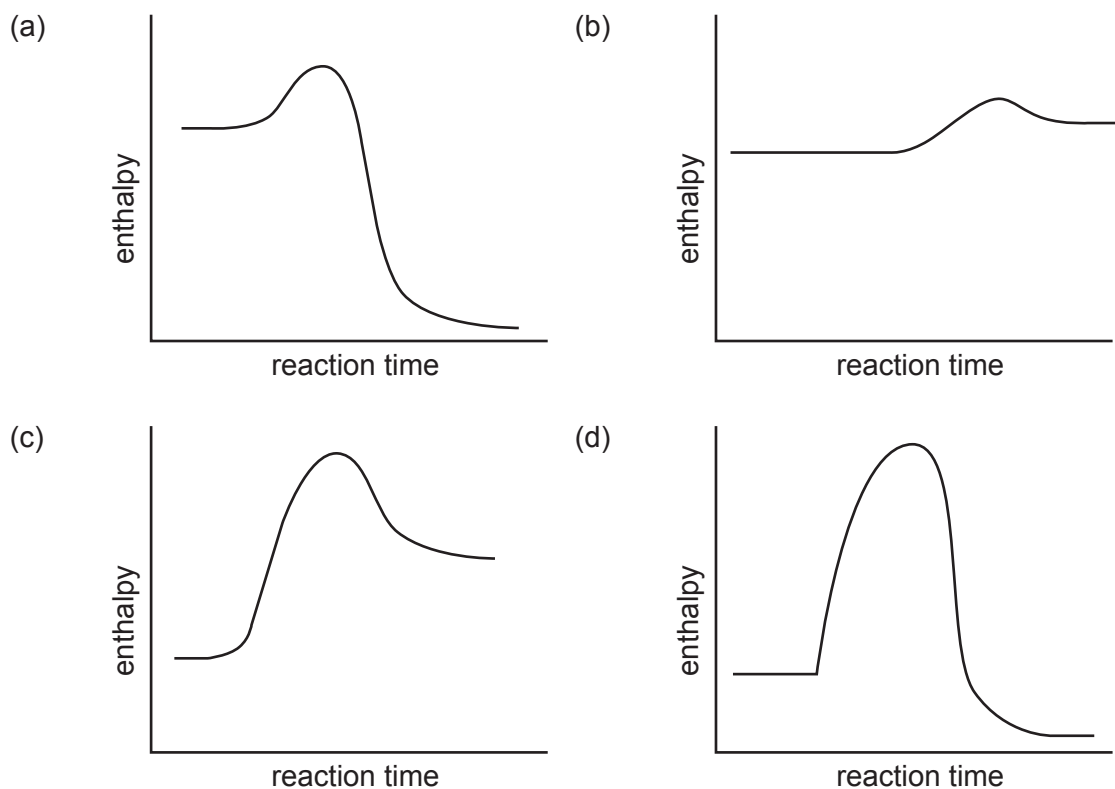 (a)
enthalpy
reaction time
(b)
enthalpy
reaction time
(c)
enthalpy
reaction time
(d)
enthalpy
reaction time